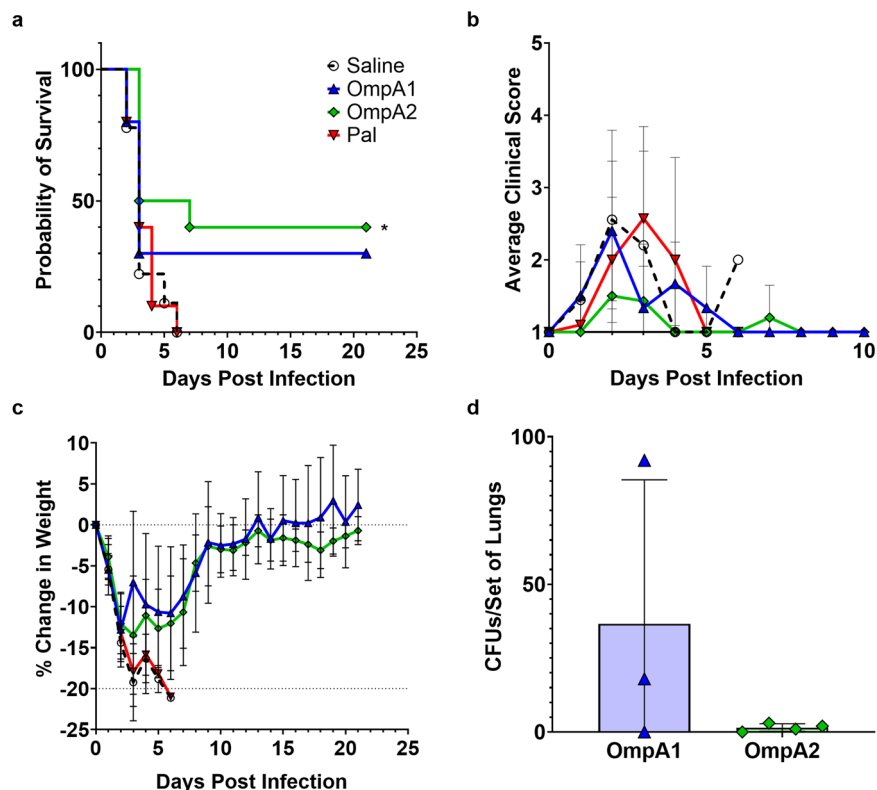 a
Probability of Survival
100
50
0
0 5 10 15 20 25
Days Post Infection
Saline
OmpA1
OmpA2
Pal
*
b
Average Clinical Score
5
4
3
2
1
0 5 10
Days Post Infection
c
% Change in Weight
10
5
0
-5
-10
-15
-20
-25
0 5 10 15 20 25
Days Post Infection
d
CFUs/Set of Lungs
100
50
0
OmpA1 OmpA2